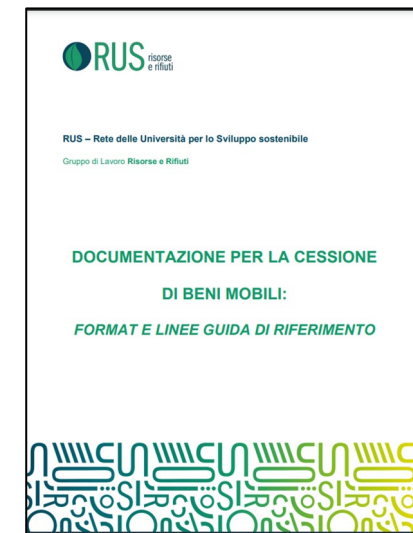 RUS risorse
e rifiuti
RUS – Rete delle Università per lo Sviluppo sostenibile
Gruppo di Lavoro Risorse e Rifiuti
DOCUMENTAZIONE PER LA CESSIONE
DI BENI MOBILI:
FORMAT E LINEE GUIDA DI RIFERIMENTO